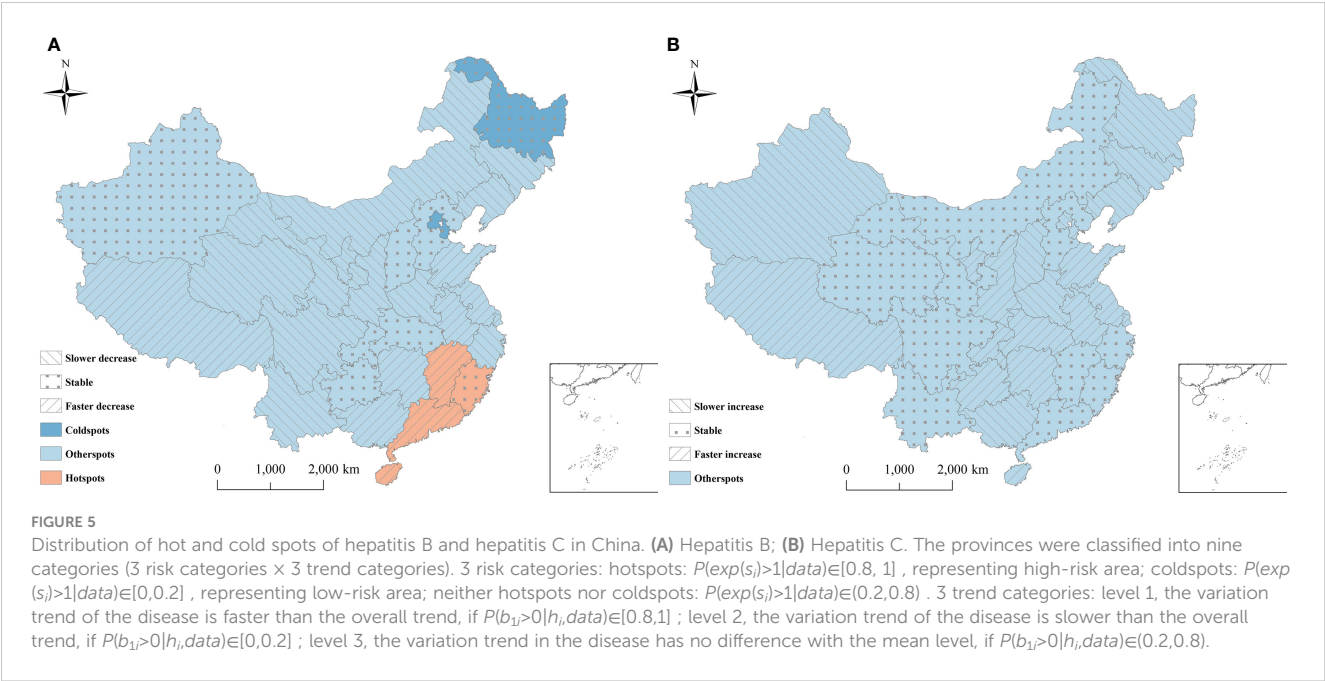 A
B
N
N
Slower decrease
Stable
Faster decrease
Coldspots
Otherspots
Hotspots
0 1,000 2,000 km
Slower increase
Stable
Faster increase
Otherspots
0 1,000 2,000 km
FIGURE 5
Distribution of hot and cold spots of hepatitis B and hepatitis C in China. (A) Hepatitis B; (B) Hepatitis C. The provinces were classified into nine
categories (3 risk categories × 3 trend categories). 3 risk categories: hotspots: P(exp(si)>1|data)∈[0.8, 1] , representing high-risk area; coldspots: P(exp
(si)>1|data)∈[0,0.2] , representing low-risk area; neither hotspots nor coldspots: P(exp(si)>1|data)∈(0.2,0.8) . 3 trend categories: level 1, the variation
trend of the disease is faster than the overall trend, if P(b1i>0|hi,data)∈[0.8,1] ; level 2, the variation trend of the disease is slower than the overall
trend, if P(b1i>0|hi,data)∈[0,0.2] ; level 3, the variation trend in the disease has no difference with the mean level, if P(b1i>0|hi,data)∈(0.2,0.8).